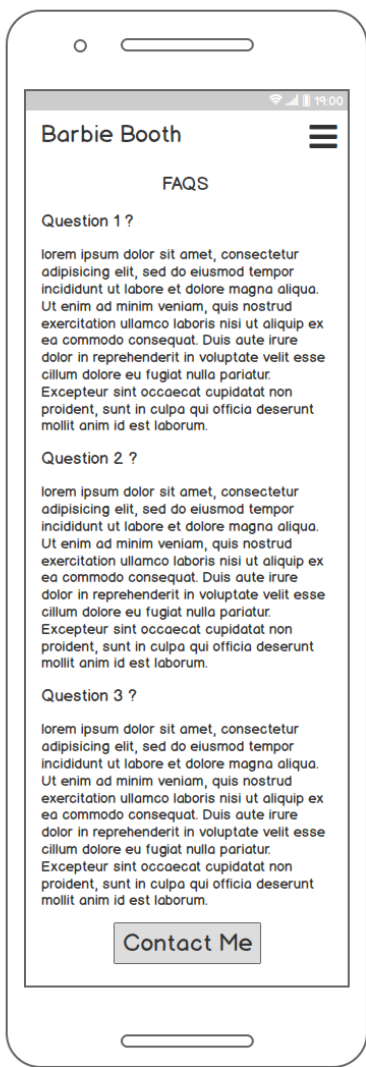 19:00
Barbie Booth
FAQS
Question 1 ?
lorem ipsum dolor sit amet, consectetur
adipisicing elit, sed do eiusmod tempor
incididunt ut labore et dolore magna aliqua.
Ut enim ad minim veniam, quis nostrud
exercitation ullamco laboris nisi ut aliquip ex
ea commodo consequat. Duis aute irure
dolor in reprehenderit in voluptate velit esse
cillum dolore eu fugiat nulla pariatur.
Excepteur sint occaecat cupidatat non
proident, sunt in culpa qui officia deserunt
mollit anim id est laborum.
Question 2 ?
lorem ipsum dolor sit amet, consectetur
adipisicing elit, sed do eiusmod tempor
incididunt ut labore et dolore magna aliqua.
Ut enim ad minim veniam, quis nostrud
exercitation ullamco laboris nisi ut aliquip ex
ea commodo consequat. Duis aute irure
dolor in reprehenderit in voluptate velit esse
cillum dolore eu fugiat nulla pariatur.
Excepteur sint occaecat cupidatat non
proident, sunt in culpa qui officia deserunt
mollit anim id est laborum.
Question 3 ?
lorem ipsum dolor sit amet, consectetur
adipisicing elit, sed do eiusmod tempor
incididunt ut labore et dolore magna aliqua.
Ut enim ad minim veniam, quis nostrud
exercitation ullamco laboris nisi ut aliquip ex
ea commodo consequat. Duis aute irure
dolor in reprehenderit in voluptate velit esse
cillum dolore eu fugiat nulla pariatur.
Excepteur sint occaecat cupidatat non
proident, sunt in culpa qui officia deserunt
mollit anim id est laborum.
Contact Me